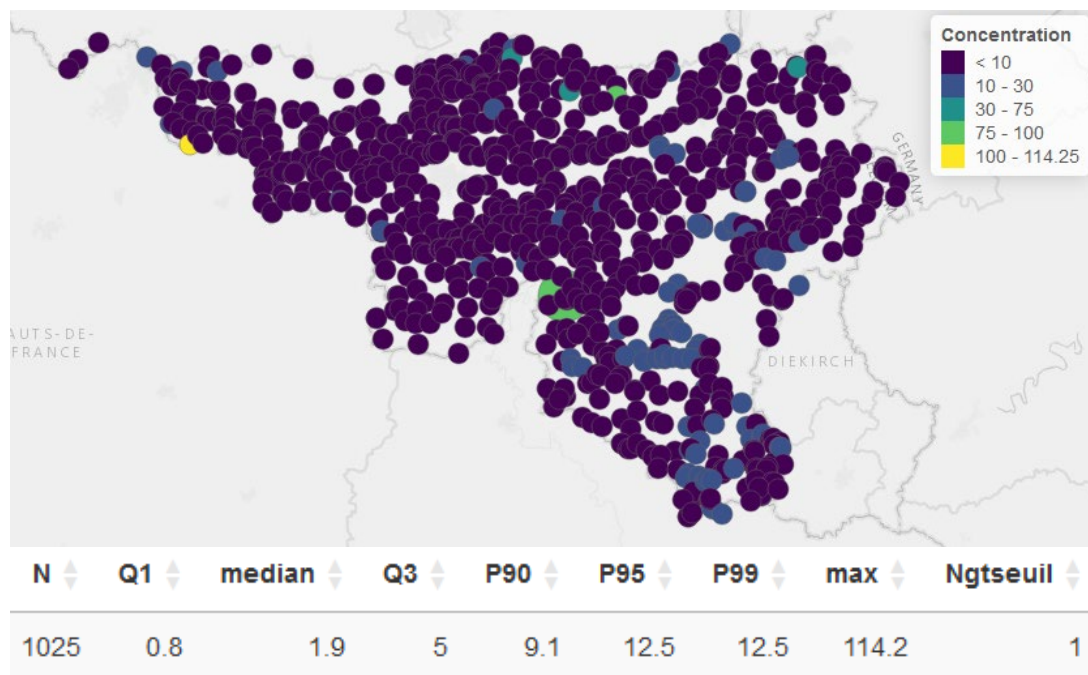 Concentration
< 10
10 - 30
30 - 75
75 - 100
100 - 114.25
GERMANY
AUTS-DE-
FRANCE
DIEKIRCH
N Q1 median Q3 P90 P95 P99 max Ngtseuil
1025 0.8 1.9 5 9.1 12.5 12.5 114.2 1